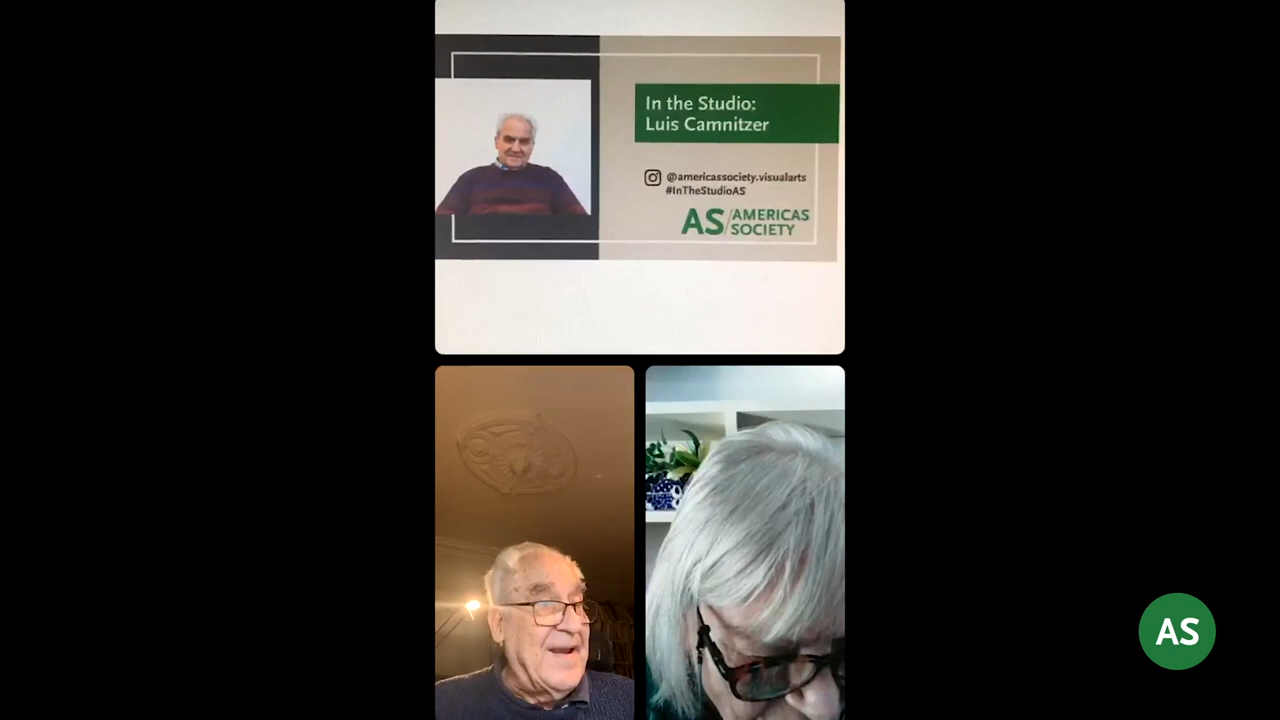 In the Studio:
Luis Camnitzer
@americassociety.visualarts
#InTheStudioAS
AS/AMERICAS
SOCIETY
AS